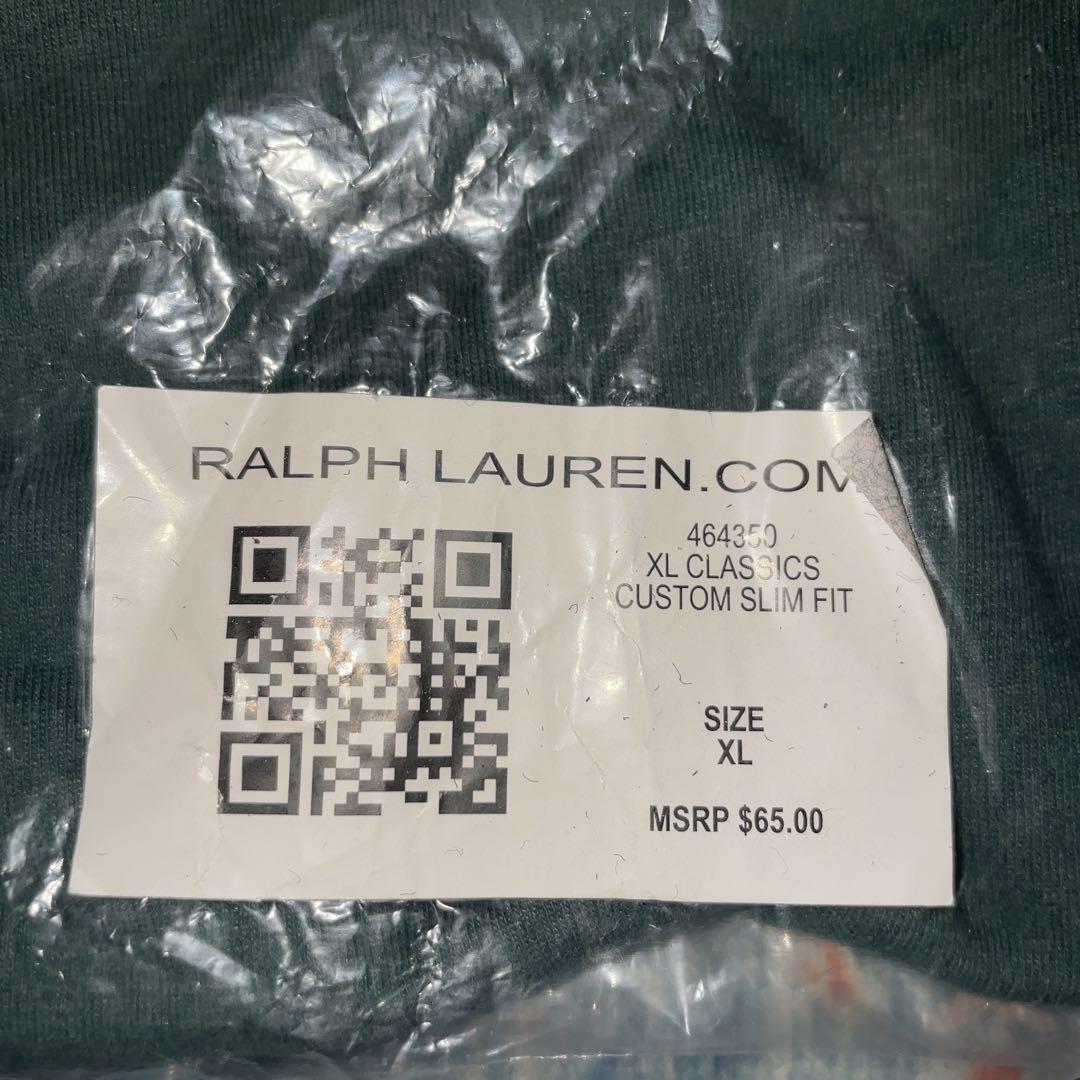 RALPH LAUREN.COM
464350
XL CLASSICS
CUSTOM SLIM FIT
SIZE
XL
MSRP $65.00